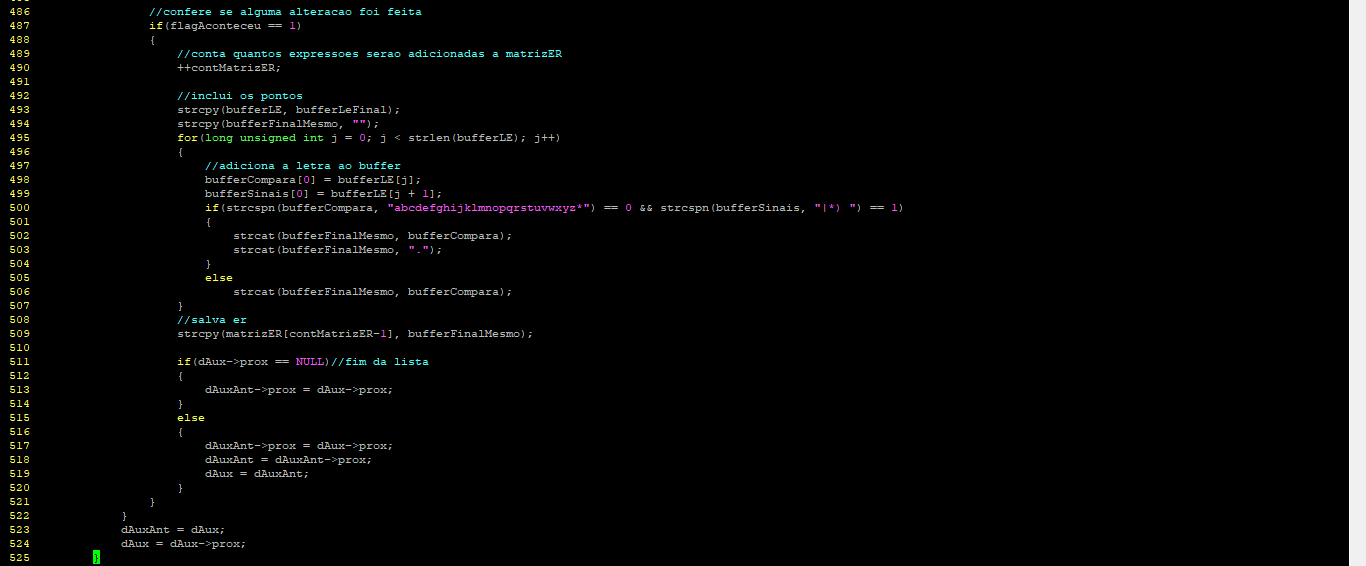 486 //confere se alguma alteracao foi feita
487 if(flagAconteceu == 1)
488 {
489 //conta quantos expressoes serao adicionadas a matrizER
490 ++contMatrizER;
491
492 //inclui os pontos
493 strcpy(bufferLE, bufferLeFinal);
494 strcpy(bufferFinalMesmo, "");
495 for(long unsigned int j = 0; j < strlen(bufferLE); j++)
496 {
497 //adiciona a letra ao buffer
498 bufferCompara[0] = bufferLE[j];
499 bufferSinais[0] = bufferLE[j + 1];
500 if(strcspn(bufferCompara, "abcdefghijklmnopqrstuvwxyz*") == 0 && strcspn(bufferSinais, "|*) ") == 1)
501 {
502 strcat(bufferFinalMesmo, bufferCompara);
503 strcat(bufferFinalMesmo, ".");
504 }
505 else
506 strcat(bufferFinalMesmo, bufferCompara);
507 }
508 //salva er
509 strcpy(matrizER[contMatrizER-1], bufferFinalMesmo);
510
511 if(dAux->prox == NULL)//fim da lista
512 {
513 dAuxAnt->prox = dAux->prox;
514 }
515 else
516 {
517 dAuxAnt->prox = dAux->prox;
518 dAuxAnt = dAuxAnt->prox;
519 dAux = dAuxAnt;
520 }
521 }
522 }
523 dAuxAnt = dAux;
524 dAux = dAux->prox;
525 }